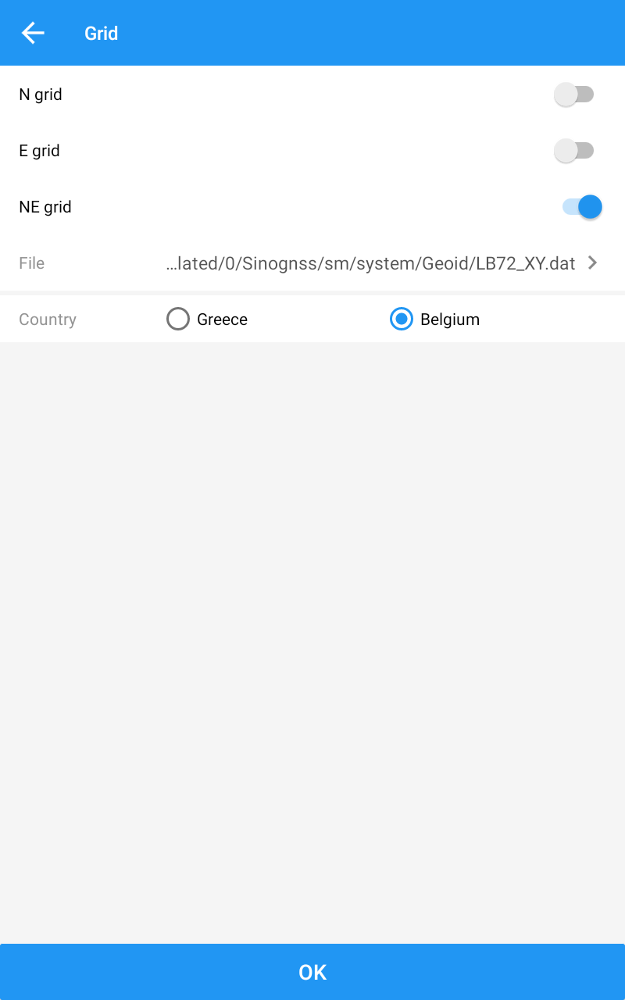 Grid
N grid
E grid
NE grid
File ...lated/0/Sinognss/sm/system/Geoid/LB72_XY.dat
Country Greece Belgium
OK